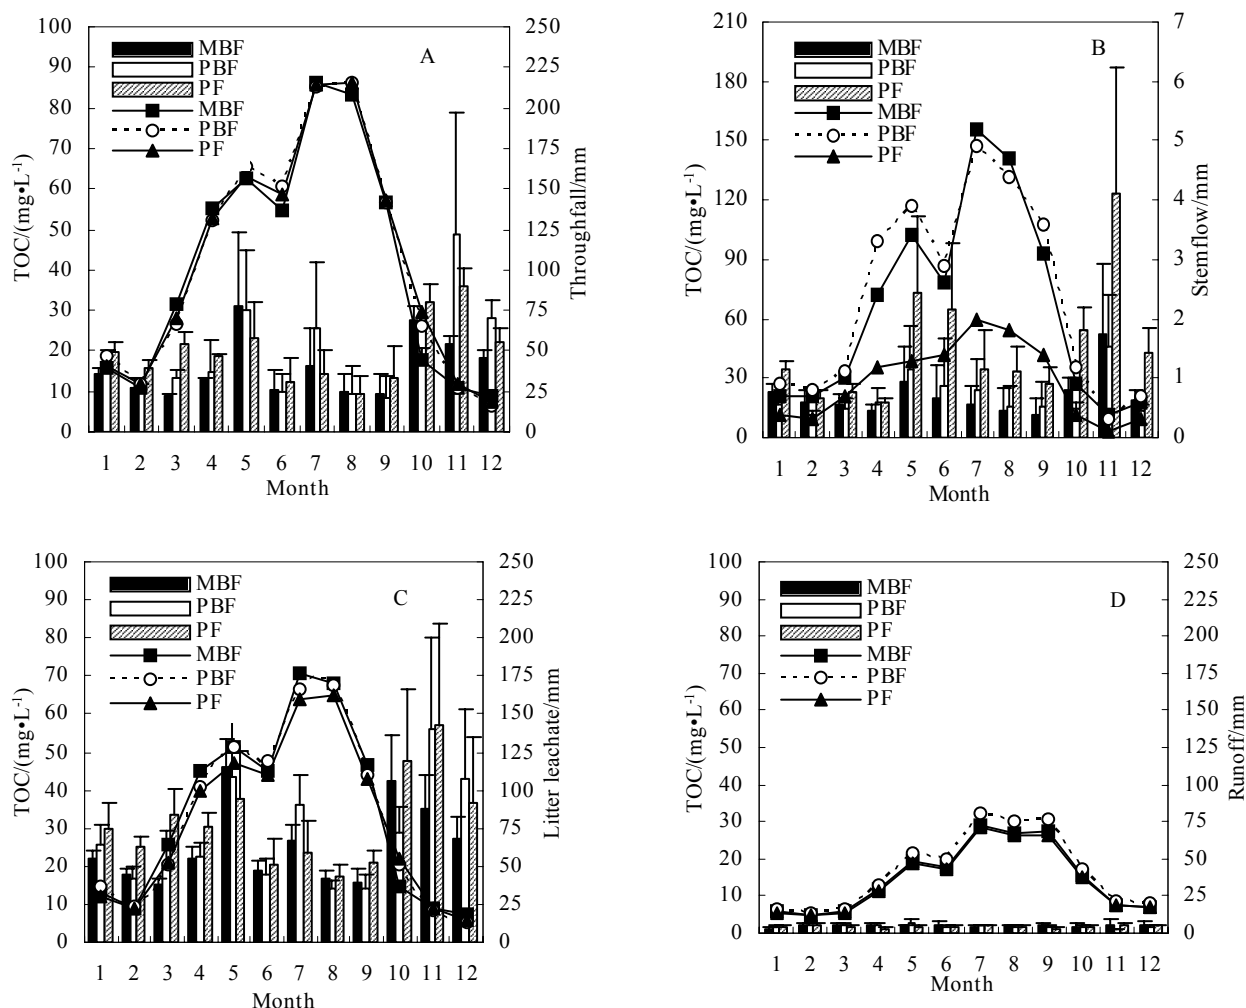 A
MBF
PBF
PF
MBF
PBF
PF
100
90
80
70
60
50
40
30
20
10
0
TOC/(mg•L-1)
250
225
200
175
150
125
100
75
50
25
0
Throughfall/mm
1 2 3 4 5 6 7 8 9 10 11 12
Month
B
MBF
PBF
PF
MBF
PBF
PF
210
180
150
120
90
60
30
0
TOC/(mg•L-1)
7
6
5
4
3
2
1
0
Stemflow/mm
1 2 3 4 5 6 7 8 9 10 11 12
Month
C
MBF
PBF
PF
MBF
PBF
PF
100
90
80
70
60
50
40
30
20
10
0
TOC/(mg•L-1)
250
225
200
175
150
125
100
75
50
25
0
Litter leachate/mm
1 2 3 4 5 6 7 8 9 10 11 12
Month
D
MBF
PBF
PF
MBF
PBF
PF
100
90
80
70
60
50
40
30
20
10
0
TOC/(mg•L-1)
250
225
200
175
150
125
100
75
50
25
0
Runoff/mm
1 2 3 4 5 6 7 8 9 10 11 12
Month